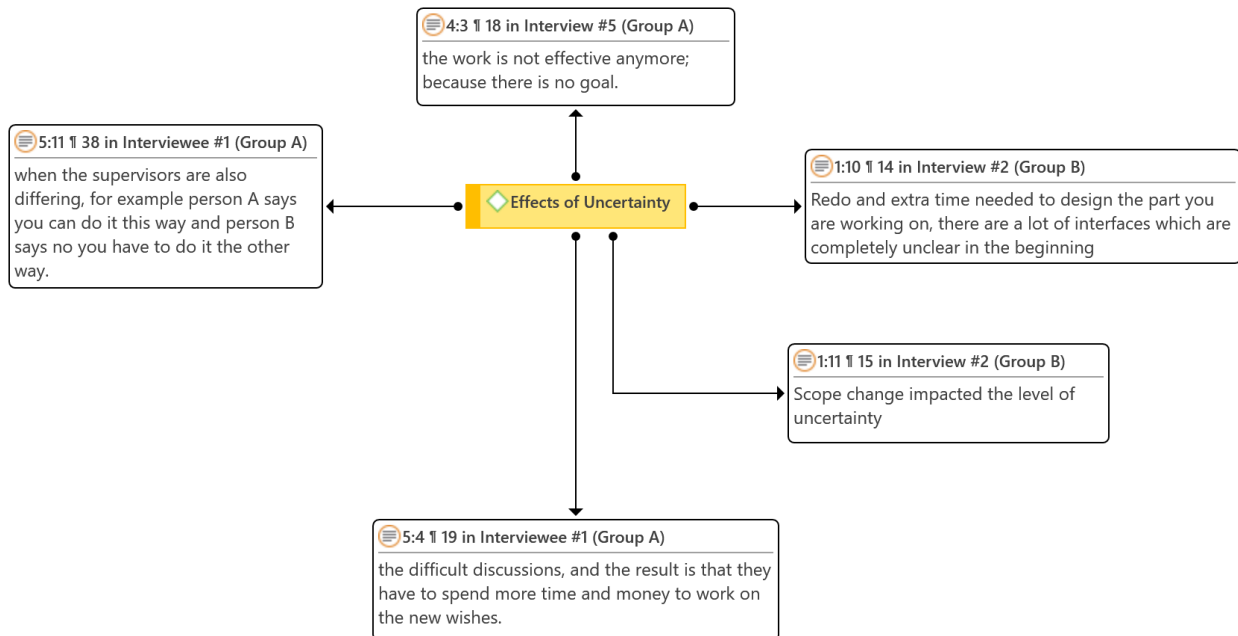 4:3 ¶ 18 in Interview #5 (Group A)
the work is not effective anymore;
because there is no goal.
5:11 ¶ 38 in Interviewee #1 (Group A)
when the supervisors are also
differing, for example person A says
you can do it this way and person B
says no you have to do it the other
way.
Effects of Uncertainty
1:10 ¶ 14 in Interview #2 (Group B)
Redo and extra time needed to design the part you
are working on, there are a lot of interfaces which are
completely unclear in the beginning
1:11 ¶ 15 in Interview #2 (Group B)
Scope change impacted the level of
uncertainty
5:4 ¶ 19 in Interviewee #1 (Group A)
the difficult discussions, and the result is that they
have to spend more time and money to work on
the new wishes.